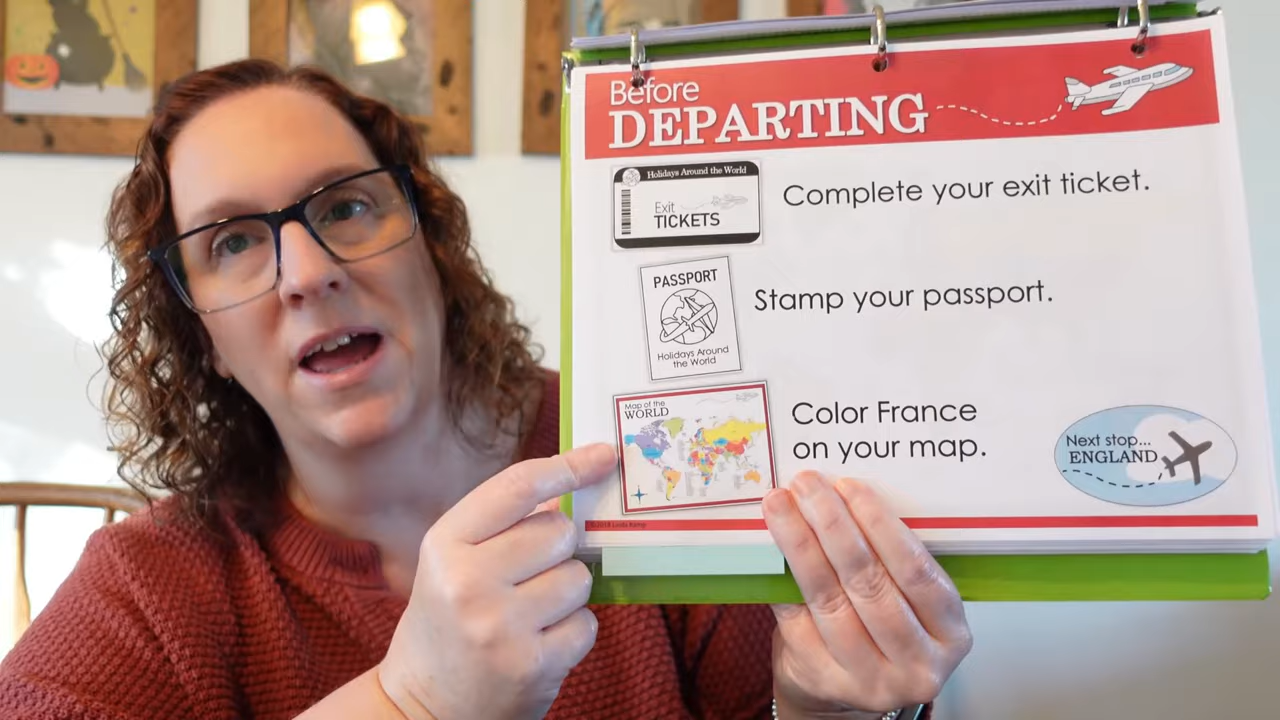 Before
DEPARTING
Holidays Around the World
Exit
TICKETS
Complete your exit ticket.
PASSPORT
Holidays Around
the World
Stamp your passport.
Map of the
WORLD
Color France
on your map.
Next stop...
ENGLAND